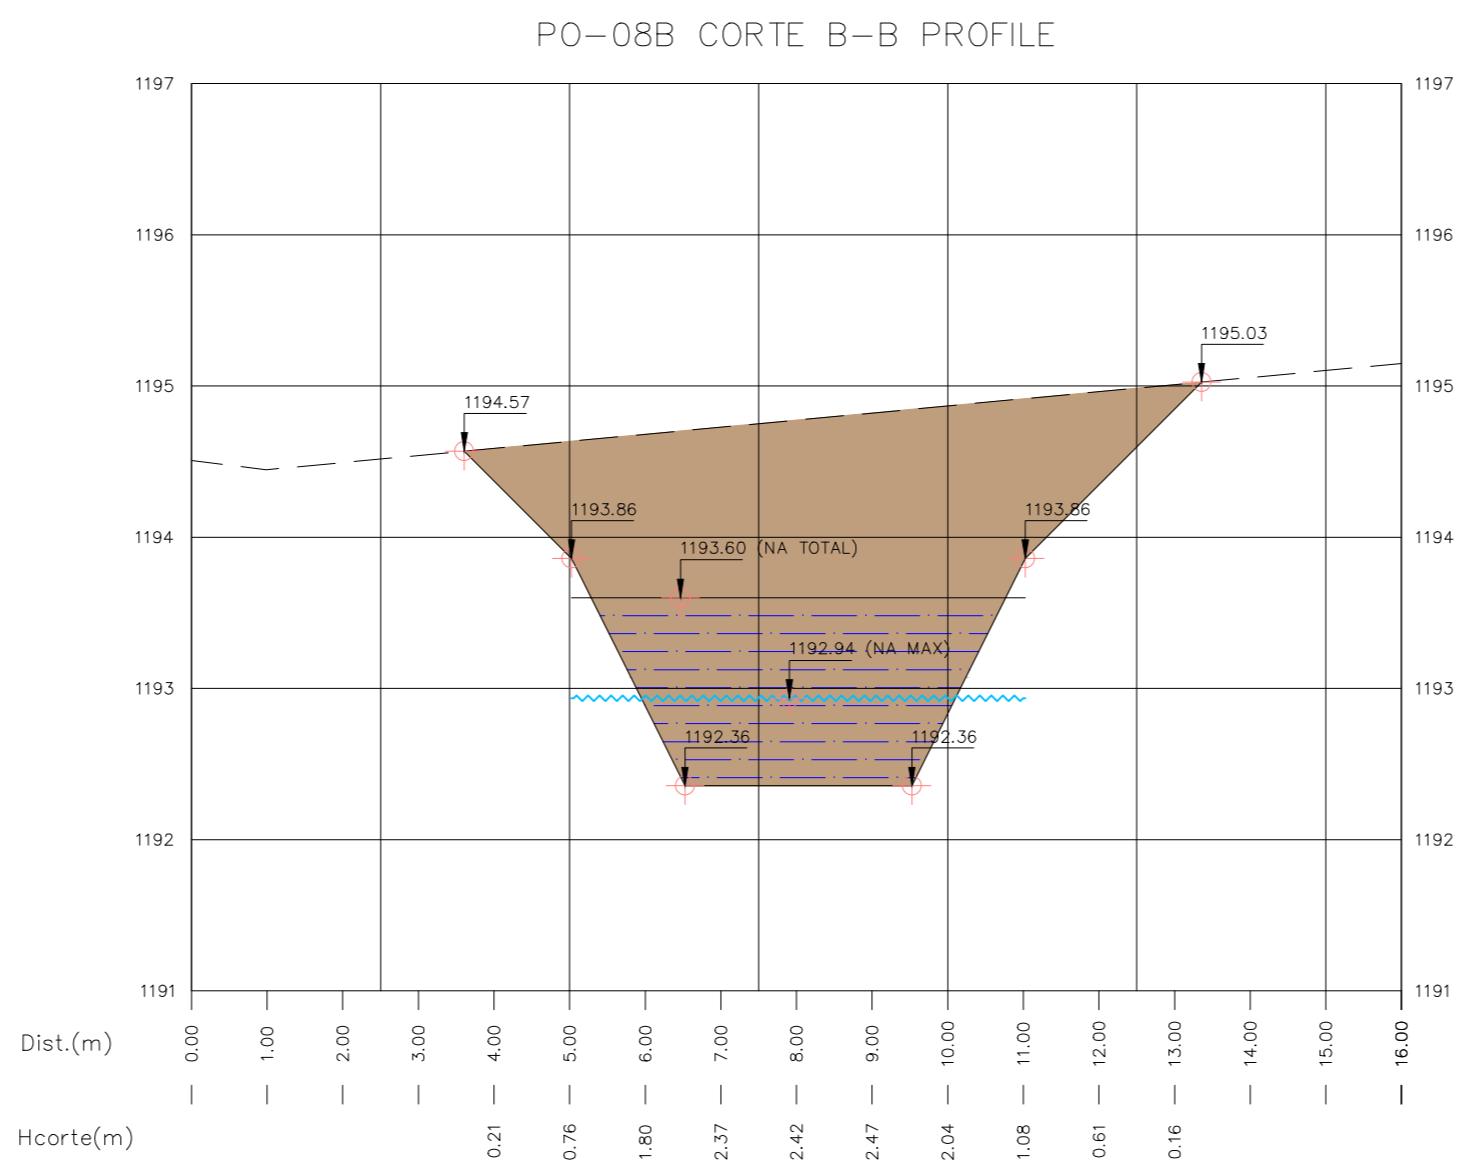 PO-08B CORTE B-B PROFILE
1197 1197
1196 1196
1195.03
1195 1195
1194.57
1193.86 1193.86
1194 1194
1193.60 (NA TOTAL)
1192.94 (NA MAX)
1193 1193
1192.36 1192.36
1192 1192
1191 1191
Dist.(m) 0.00 1.00 2.00 3.00 4.00 5.00 6.00 7.00 8.00 9.00 10.00 11.00 12.00 13.00 14.00 15.00 16.00
Hcorte(m) 0.21 0.76 1.80 2.37 2.42 2.47 2.04 1.08 0.61 0.16